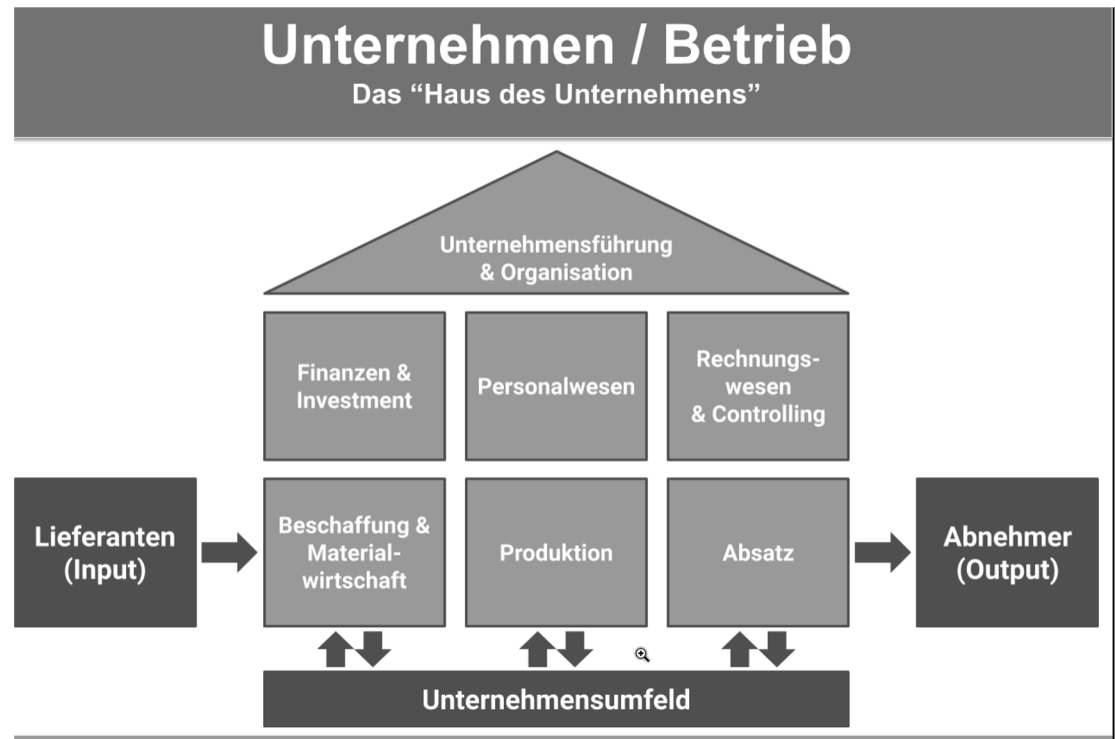 Unternehmen / Betrieb
Das “Haus des Unternehmens”
Unternehmensführung
& Organisation
Finanzen &
Investment
Personalwesen
Rechnungs-
wesen
& Controlling
Lieferanten
(Input)
Beschaffung &
Material-
wirtschaft
Produktion
Absatz
Abnehmer
(Output)
Unternehmensumfeld